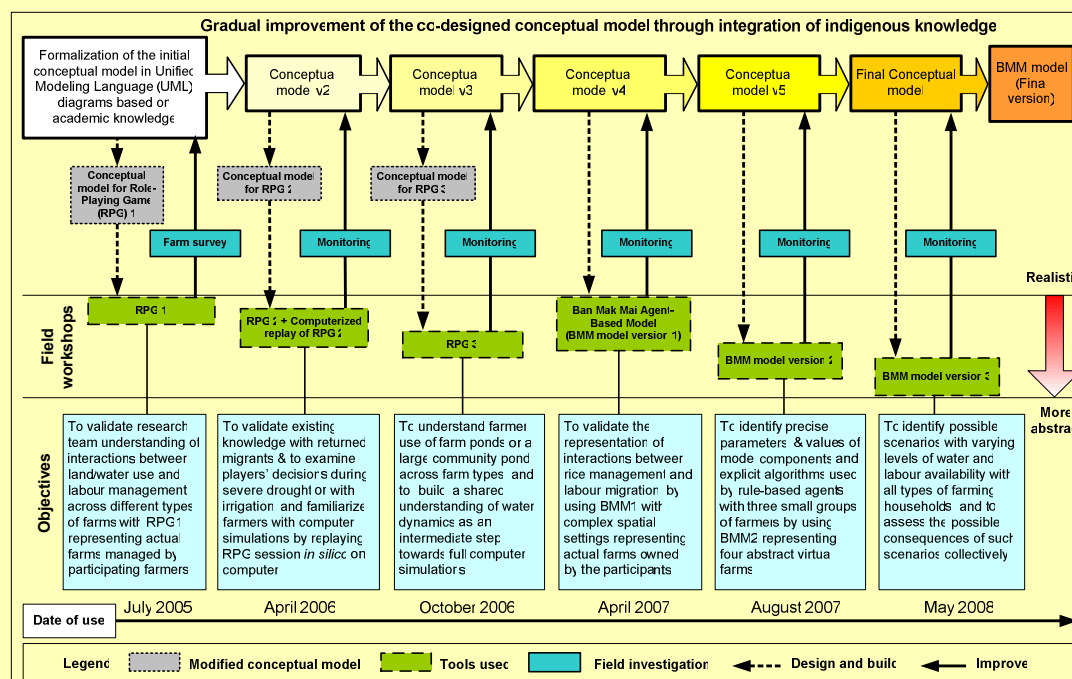 Gradual improvement of the co-designed conceptual model through integration of indigenous knowledge
Formalization of the initial
conceptual model in Unified
Modeling Language (UML)
diagrams based on
academic knowledge
Conceptua
model v2
Conceptua
model v3
Conceptua
model v4
Conceptua
model v5
Final Conceptual
model
BMM model
(Fina
version)
Conceptual
model for Role-
Playing Game
(RPG) 1
Conceptual model
for RPG 2
Conceptual model
for RPG 3
Farm survey
Monitoring
Monitoring
Monitoring
Monitoring
Monitoring
Realisti
Field
workshops
RPG 1
RPG 2 + Computerized
replay of RPG 2
RPG 3
Ban Mak Mai Agent-
Based Model
(BMM model version 1)
BMM model version 2
BMM model version 3
More
abstrac
Objectives
To validate research
team understanding of
interactions between
land/water use and
labour management
across different types
of farms with RPG1
representing actual
farms managed by
participating farmers
To validate existing
knowledge with returned
migrants & to examine
players' decisions during
severe drought or with
irrigation and familiarize
farmers with computer
simulations by replaying
RPG session in silico on
computer
To understand farmer
use of farm ponds or a
large community pond
across farm types and
to build a shared
understanding of water
dynamics as an
intermediate step
towards full computer
simulations
To validate the
representation of
interactions between
rice management and
labour migration by
using BMM1 with
complex spatial
settings representing
actual farms owned
by the participants
To identify precise
parameters & values of
model components and
explicit algorithms used
by rule-based agents
with three small groups
of farmers by using
BMM2 representing
four abstract virtua
farms
To identify possible
scenarios with varying
levels of water and
labour availability with
all types of farming
households and to
assess the possible
consequences of such
scenarios collectively
July 2005
April 2006
October 2006
April 2007
August 2007
May 2008
Date of use
Legend
Modified conceptual model
Tools used
Field investigation
Design and build
Improve